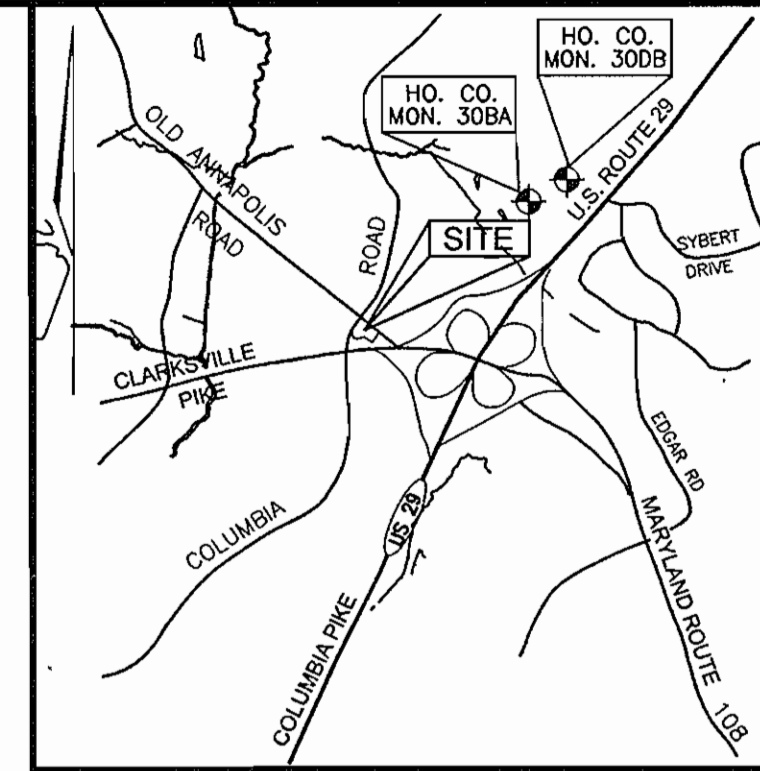 HO. CO.
MON. 30DB
HO. CO.
MON. 30BA
U.S. ROUTE 29
OLD ANNAPOLIS
ROAD
ROAD
SITE
SYBERT
DRIVE
CLARKSVILLE
PIKE
EDGAR RD
COLUMBIA
US 29
MARYLAND ROUTE 108
COLUMBIA PIKE